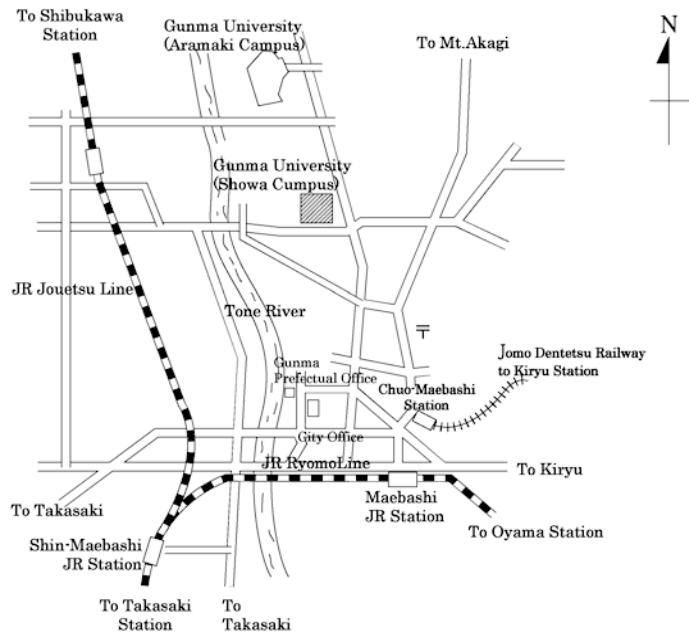 To Shibukawa
Station
Gunma University
(Aramaki Campus)
To Mt.Akagi
N
Gunma University
(Showa Cumpus)
JR Jouetsu Line
Tone River
〒
Gunma
Prefectual Office
Jomo Dentetsu Railway
to Kiryu Station
Chuo-Maebashi
Station
City Office
JR RyomoLine
To Kiryu
Maebashi
JR Station
To Takasaki
To Oyama Station
Shin-Maebashi
JR Station
To Takasaki
Station
To
Takasaki